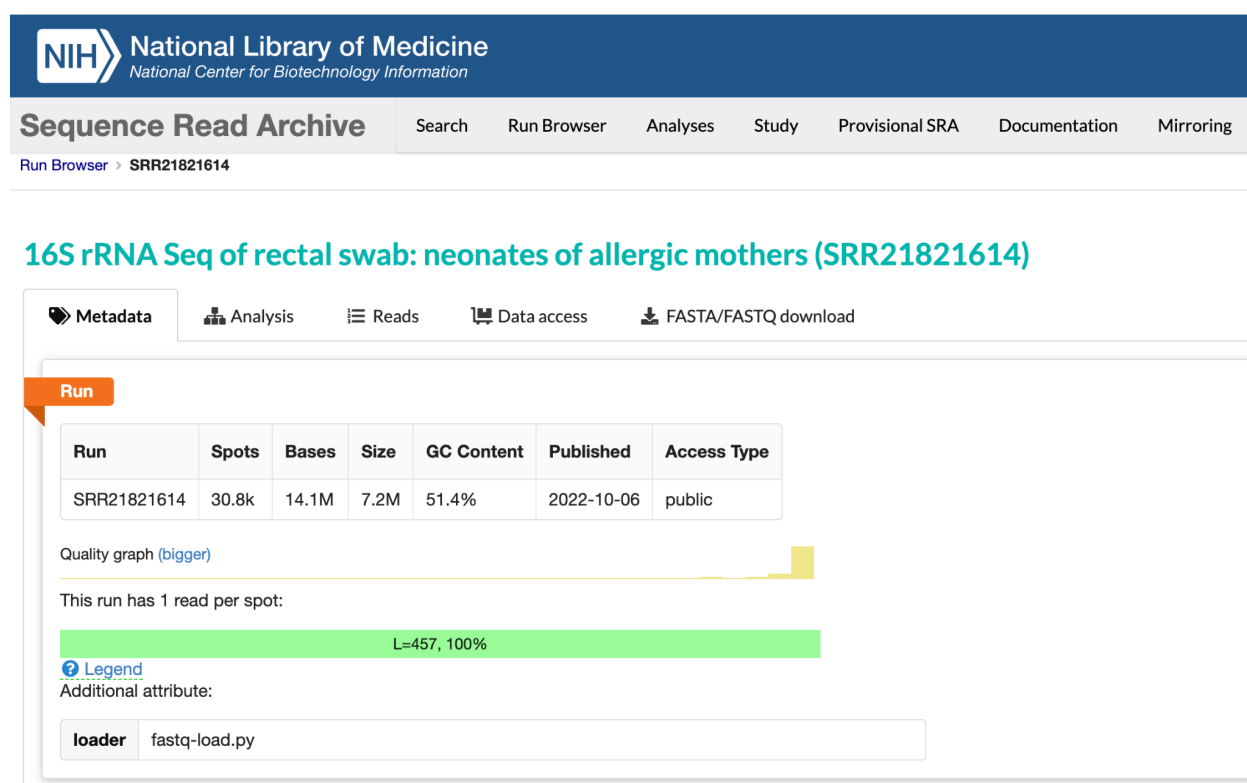 NIH National Library of Medicine
National Center for Biotechnology Information
Sequence Read Archive Search Run Browser Analyses Study Provisional SRA Documentation Mirroring
Run Browser > SRR21821614
16S rRNA Seq of rectal swab: neonates of allergic mothers (SRR21821614)
Metadata Analysis Reads Data access FASTA/FASTQ download
Run
Run Spots Bases Size GC Content Published Access Type
SRR21821614 30.8k 14.1M 7.2M 51.4% 2022-10-06 public
Quality graph (bigger)
This run has 1 read per spot:
L=457, 100%
? Legend
Additional attribute:
loader fastq-load.py